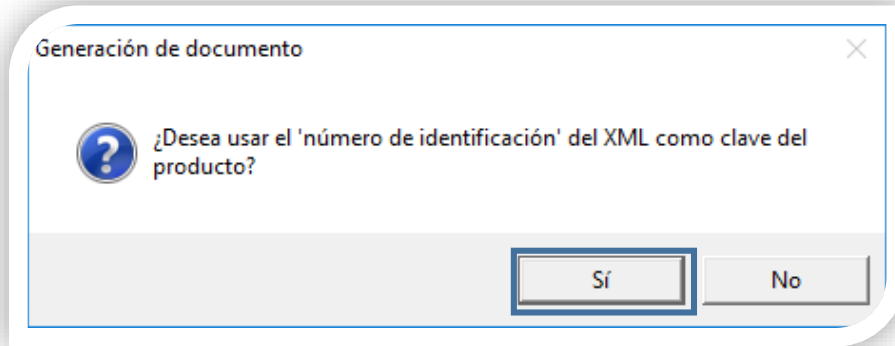 Generación de documento
¿Desea usar el 'número de identificación' del XML como clave del
producto?
Sí
No